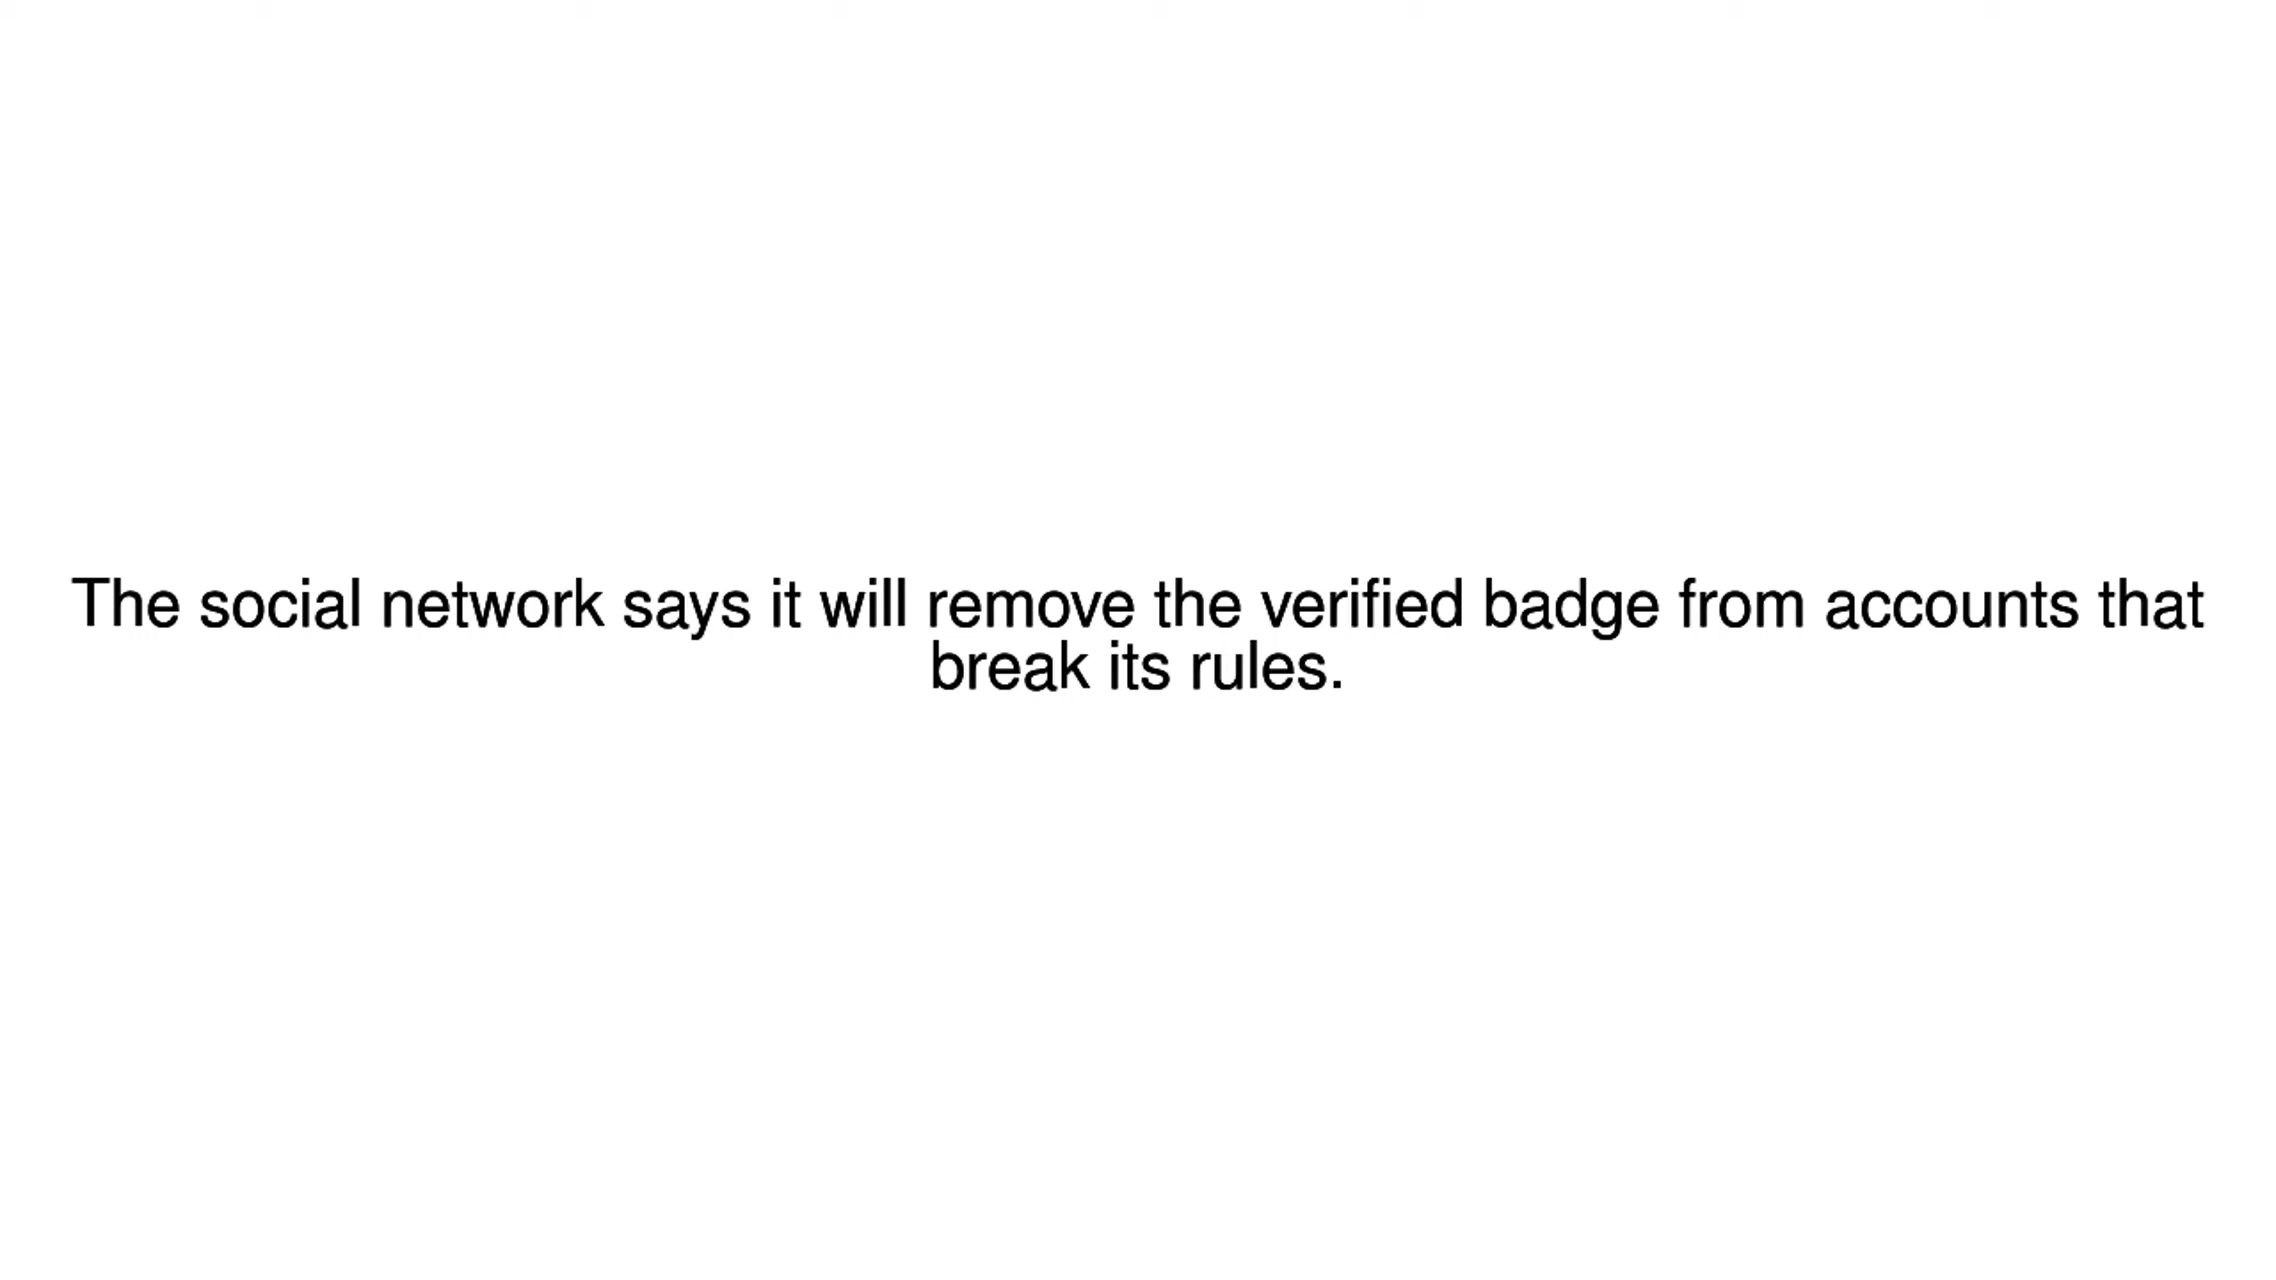 The social network says it will remove the verified badge from accounts that
break its rules.